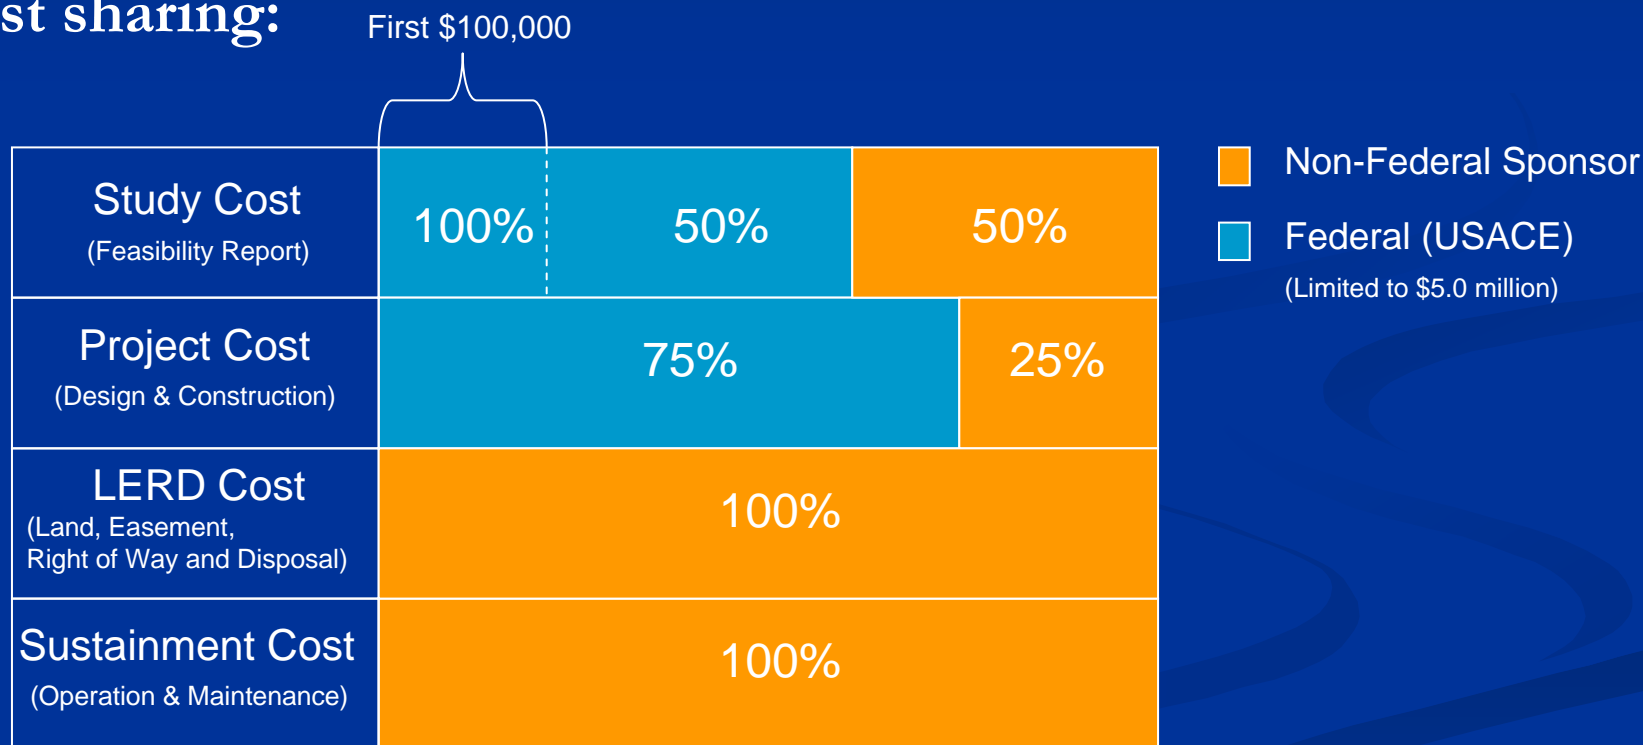 st sharing:
First $100,000
Study Cost
(Feasibility Report)
100%
50%
50%
Project Cost
(Design & Construction)
75%
25%
LERD Cost
(Land, Easement,
Right of Way and Disposal)
100%
Sustainment Cost
(Operation & Maintenance)
100%
Non-Federal Sponsor
Federal (USACE)
(Limited to $5.0 million)